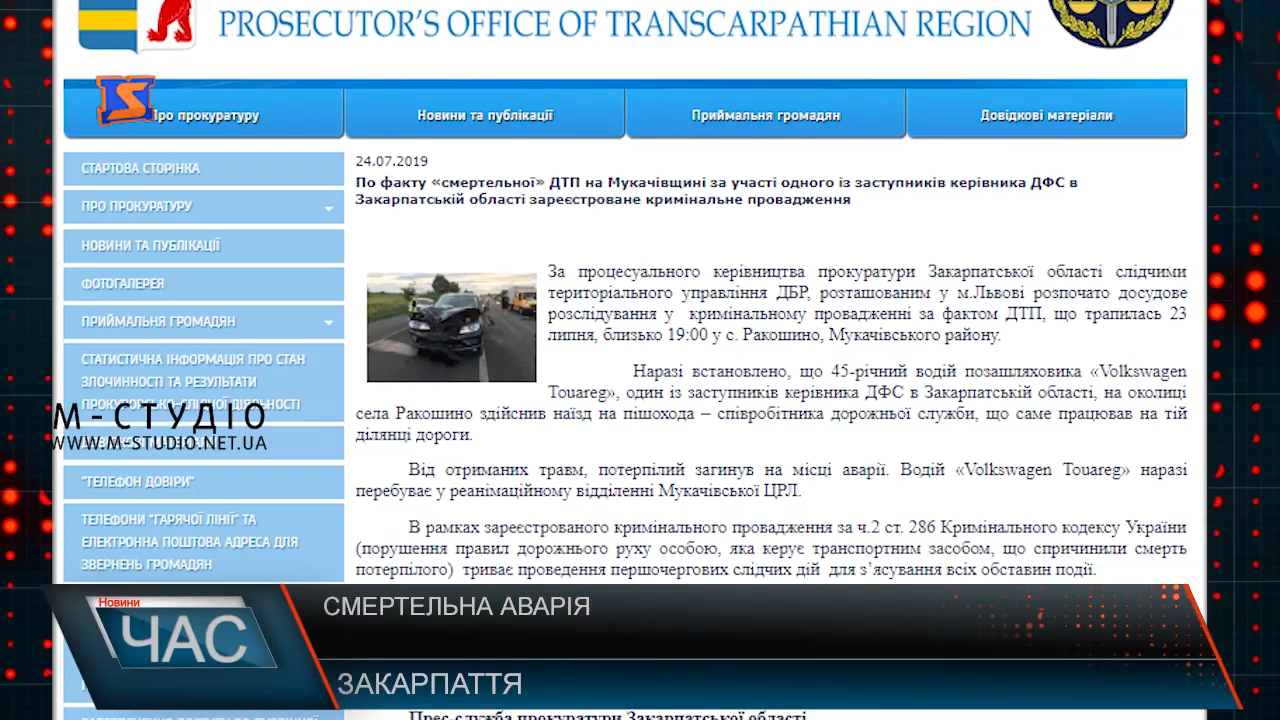 PROSECUTOR'S OFFICE OF TRANSCARPATHIAN REGION
Про прокуратуру
Новини та публікації
Приймальня громадян
Довідкові матеріали
СТАРТОВА СТОРІНКА
ПРО ПРОКУРАТУРУ
НОВИНИ ТА ПУБЛІКАЦІЇ
ФОТОГАЛЕРЕЯ
ПРИЙМАЛЬНЯ ГРОМАДЯН
СТАТИСТИЧНА ІНФОРМАЦІЯ ПРО СТАН
ЗЛОЧИННОСТІ ТА РЕЗУЛЬТАТИ
ПРОКУРОРСЬКО-СЛІДЧОЇ ДІЯЛЬНОСТІ
М-СТУДІО
WWW.M-STUDIO.NET.UA
"ТЕЛЕФОН ДОВІРИ"
ТЕЛЕФОНИ "ГАРЯЧОЇ ЛІНІЇ" ТА
ЕЛЕКТРОННА ПОШТОВА АДРЕСА ДЛЯ
ЗВЕРНЕНЬ ГРОМАДЯН
24.07.2019
По факту «смертельної» ДТП на Мукачівщині за участі одного із заступників керівника ДФС в
Закарпатській області зареєстроване кримінальне провадження
За процесуального керівництва прокуратури Закарпатської області слідчими
територіального управління ДБР, розташованим у м.Львові розпочато досудове
розслідування у кримінальному провадженні за фактом ДТП, що трапилась 23
липня, близько 19:00 у с. Ракошино, Мукачівського району.
Наразі встановлено, що 45-річний водій позашляховика «Volkswagen
Touareg», один із заступників керівника ДФС в Закарпатській області, на околиці
села Ракошино здійснив наїзд на пішохода – співробітника дорожньої служби, що саме працював на тій
ділянці дороги.
Від отриманих травм, потерпілий загинув на місці аварії. Водій «Volkswagen Touareg» наразі
перебуває у реанімаційному відділенні Мукачівської ЦРЛ.
В рамках зареєстрованого кримінального провадження за ч.2 ст. 286 Кримінального кодексу України
(порушення правил дорожнього руху особою, яка керує транспортним засобом, що спричинили смерть
потерпілого) триває проведення першочергових слідчих дій для з’ясування всіх обставин події.
Новини
ЧАС
СМЕРТЕЛЬНА АВАРІЯ
ЗАКАРПАТТЯ
Прес-служба прокуратури Закарпатської області